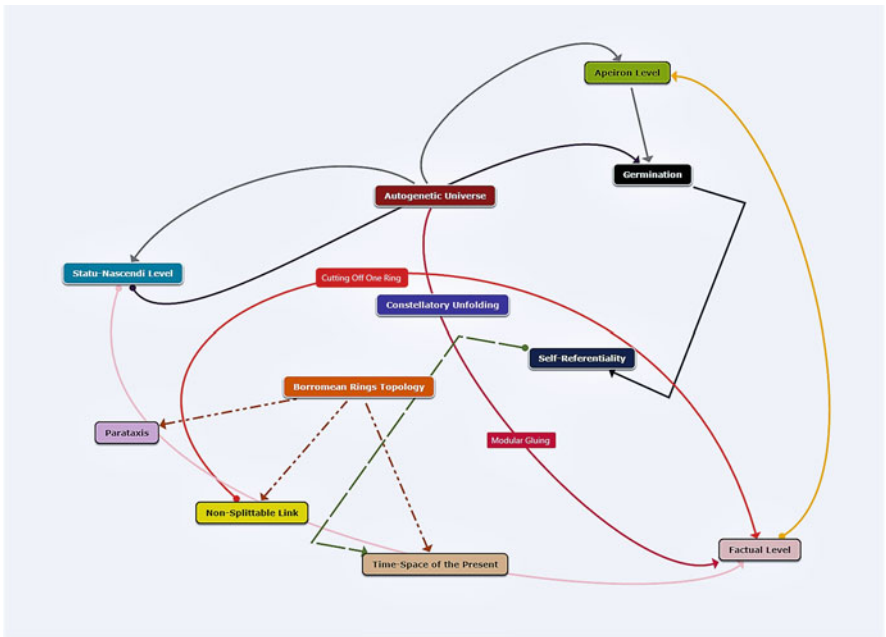 Apeiron Level
Germination
Autogenetic Universe
Statu-Nascendi Level
Cutting Off One Ring
Constellatory Unfolding
Self-Referentiality
Borromean Rings Topology
Parataxis
Modular Gluing
Non-Splittable Link
Factual Level
Time-Space of the Present